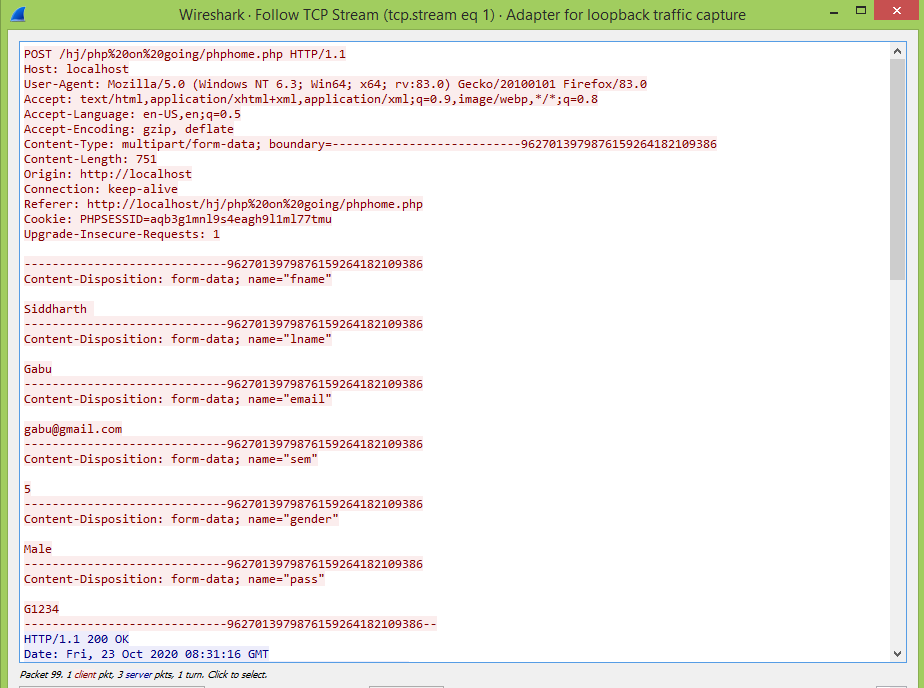 Wireshark · Follow TCP Stream (tcp.stream eq 1) · Adapter for loopback traffic capture
POST /hj/php%20on%20going/phphome.php HTTP/1.1
Host: localhost
User-Agent: Mozilla/5.0 (Windows NT 6.3; Win64; x64; rv:83.0) Gecko/20100101 Firefox/83.0
Accept: text/html,application/xhtml+xml,application/xml;q=0.9,image/webp,*/*;q=0.8
Accept-Language: en-US,en;q=0.5
Accept-Encoding: gzip, deflate
Content-Type: multipart/form-data; boundary=---------------------------96270139798761592641821​09386
Content-Length: 751
Origin: http://localhost
Connection: keep-alive
Referer: http://localhost/hj/php%20on%20going/phphome.php
Cookie: PHPSESSID=aqb3g1mnl9s4eagh9l1ml77tmu
Upgrade-Insecure-Requests: 1

-----------------------------9627013979876159264182109386
Content-Disposition: form-data; name="fname"

Siddharth
-----------------------------9627013979876159264182109386
Content-Disposition: form-data; name="lname"

Gabu
-----------------------------9627013979876159264182109386
Content-Disposition: form-data; name="email"

gabu@gmail.com
-----------------------------9627013979876159264182109386
Content-Disposition: form-data; name="sem"

5
-----------------------------9627013979876159264182109386
Content-Disposition: form-data; name="gender"

Male
-----------------------------9627013979876159264182109386
Content-Disposition: form-data; name="pass"

G1234
-----------------------------9627013979876159264182109386--
HTTP/1.1 200 OK
Date: Fri, 23 Oct 2020 08:31:16 GMT
Packet 99. 1 client pkt, 3 server pkts, 1 turn. Click to select.